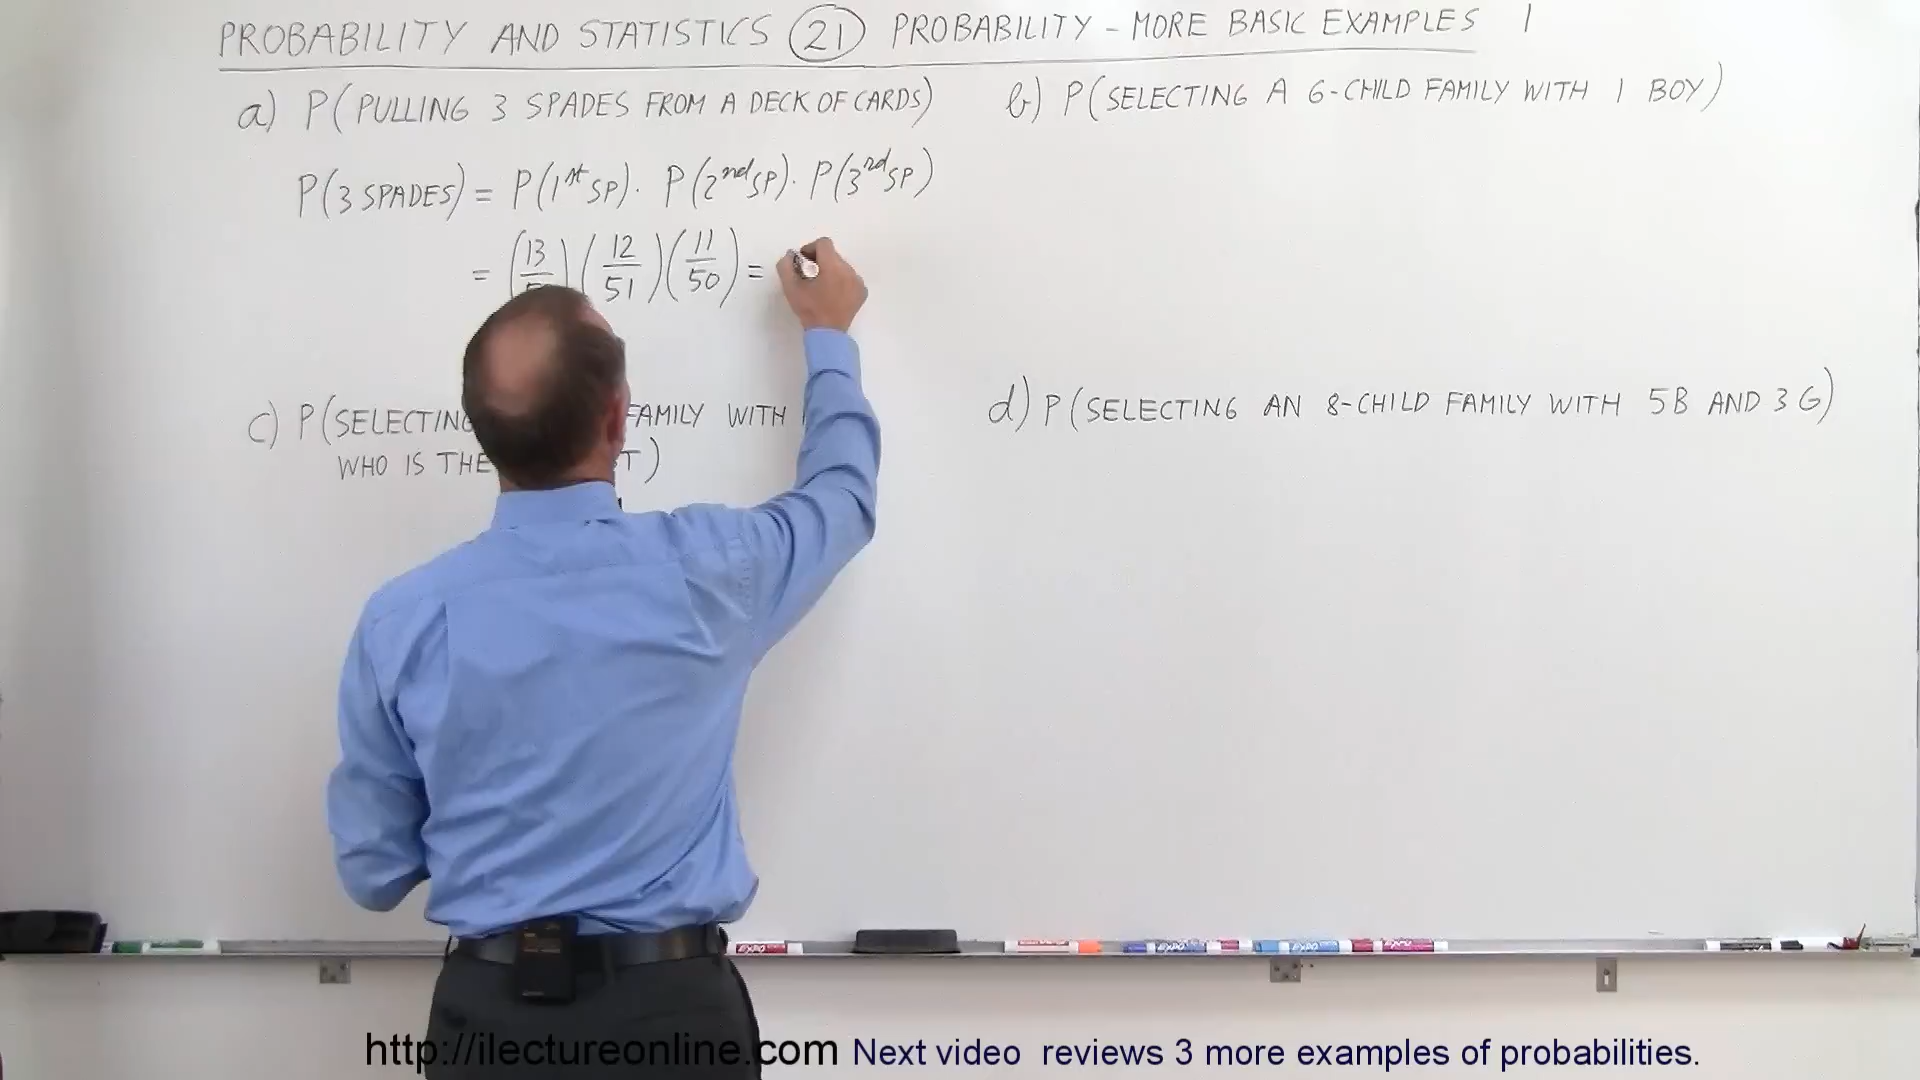 PROBABILITY AND STATISTICS 21 PROBABILITY - MORE BASIC EXAMPLES 1
a) P(PULLING 3 SPADES FROM A DECK OF CARDS)
P(3 SPADES) = P(1st SP). P(2nd SP). P(3rd SP)
= (13/5 ) (12/51) (11/50) =
b) P(SELECTING A 6-CHILD FAMILY WITH 1 BOY)
c) P(SELECTING FAMILY WITH
WHO IS THE T)
d) P(SELECTING AN 8-CHILD FAMILY WITH 5B AND 3G)
http://ilectureonline.com Next video reviews 3 more examples of probabilities.